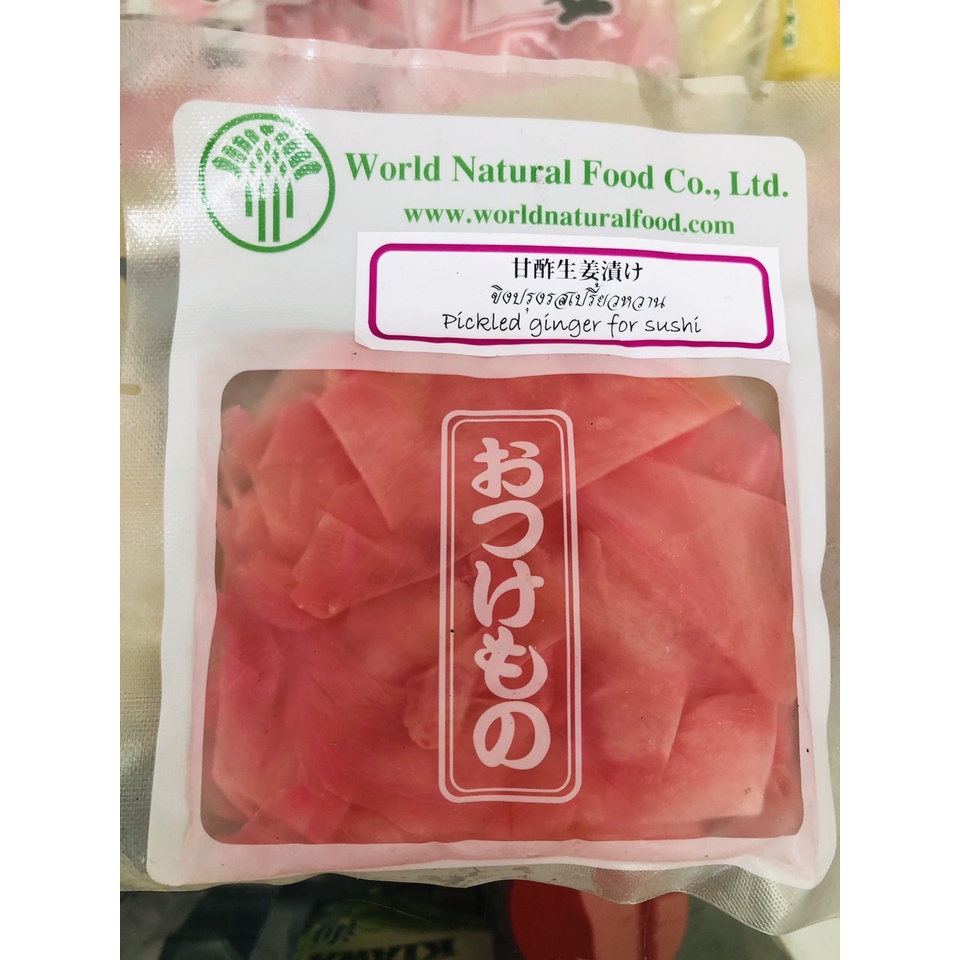 World Natural Food Co., Ltd.
www.worldnaturalfood.com
甘酢生姜漬け
ขิงปรุงรสเปรี้ยวหวาน
Pickled ginger for sushi
おつけもの